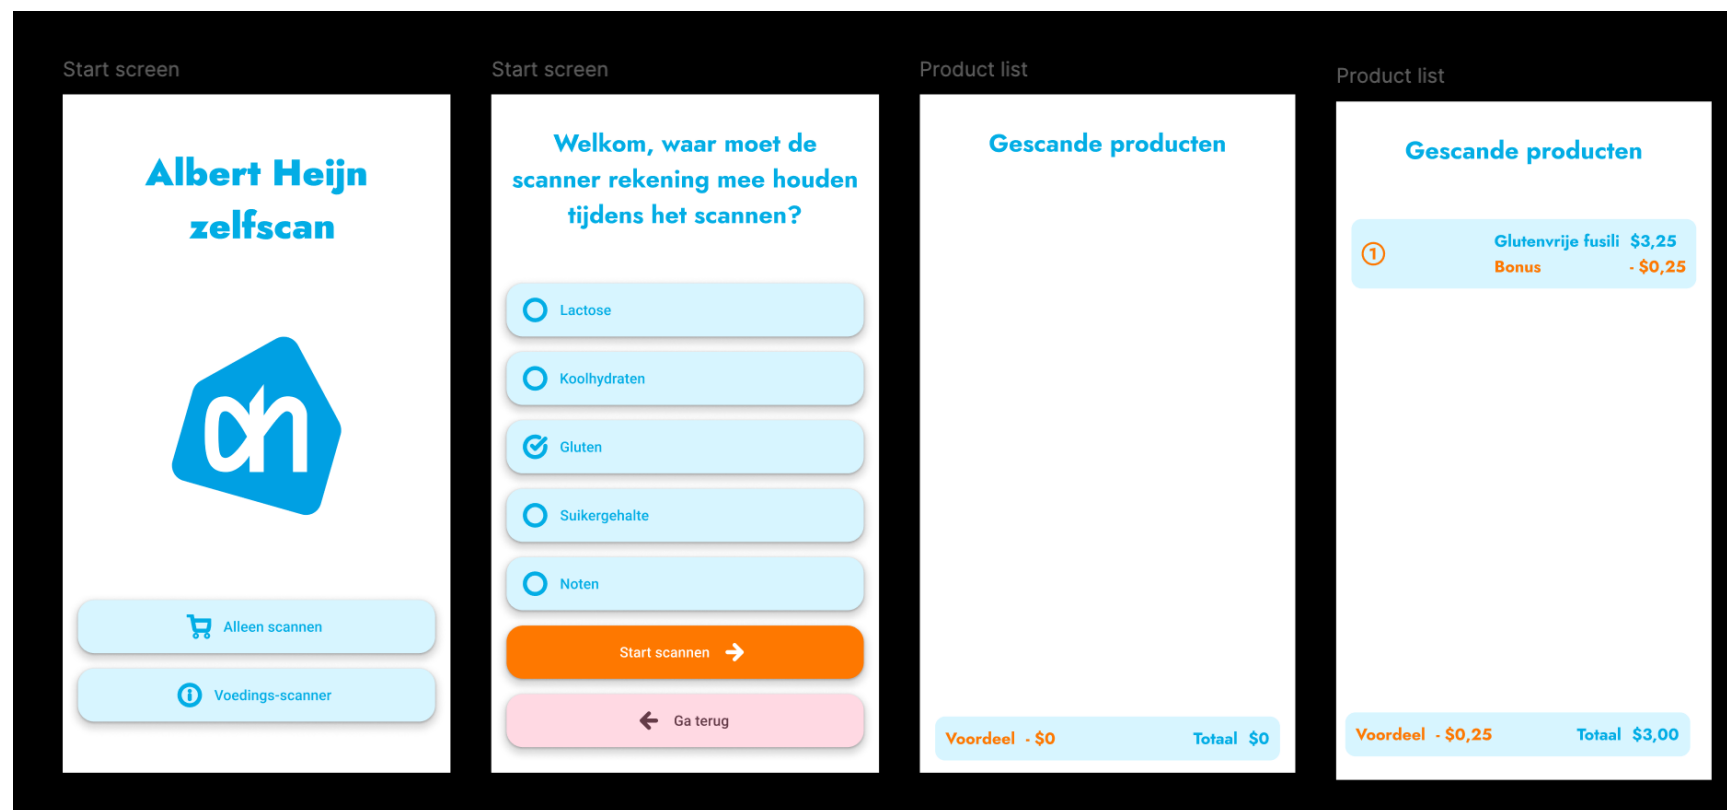 Start screen
Albert Heijn
zelfscan
ah
Alleen scannen
Voedings-scanner
Start screen
Welkom, waar moet de
scanner rekening mee houden
tijdens het scannen?
Lactose
Koolhydraten
Gluten
Suikergehalte
Noten
Start scannen
Ga terug
Product list
Gescande producten
Voordeel - $0 Totaal $0
Product list
Gescande producten
1 Glutenvrije fusili $3,25
Bonus - $0,25
Voordeel - $0,25 Totaal $3,00